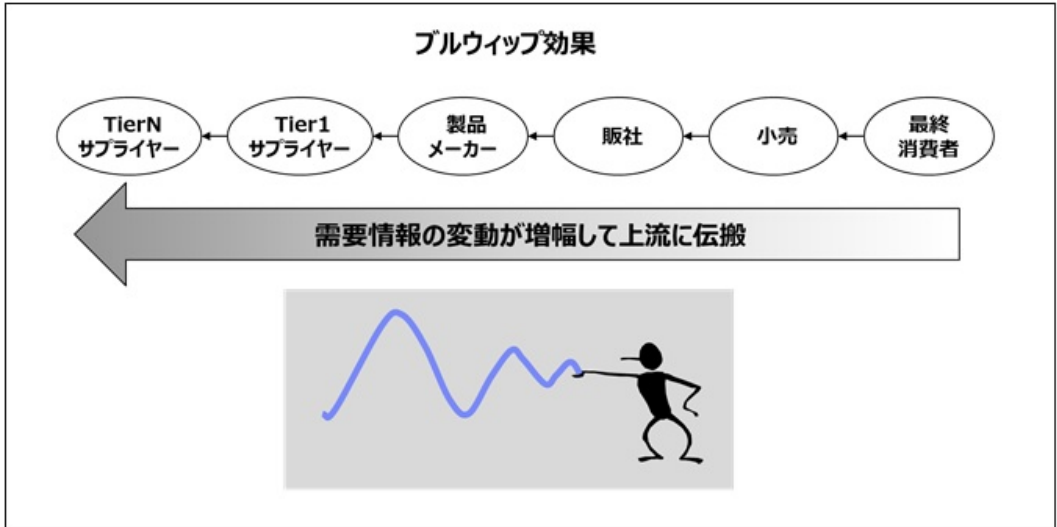 ブルウィップ効果
TierN
サプライヤー
Tier1
サプライヤー
製品
メーカー
販社
小売
最終
消費者
需要情報の変動が増幅して上流に伝搬